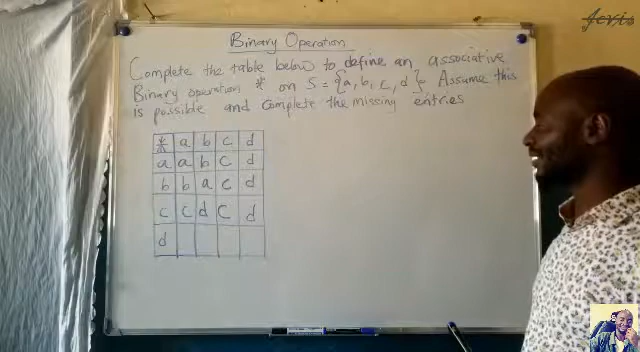 Jevis
Binary Operation
Complete the table below to define an associative
Binary operation * on S = {a, b, c, d}. Assume this
is possible and complete the missing entries
* a b c d
a a b c d
b b a c d
c c d c d
d